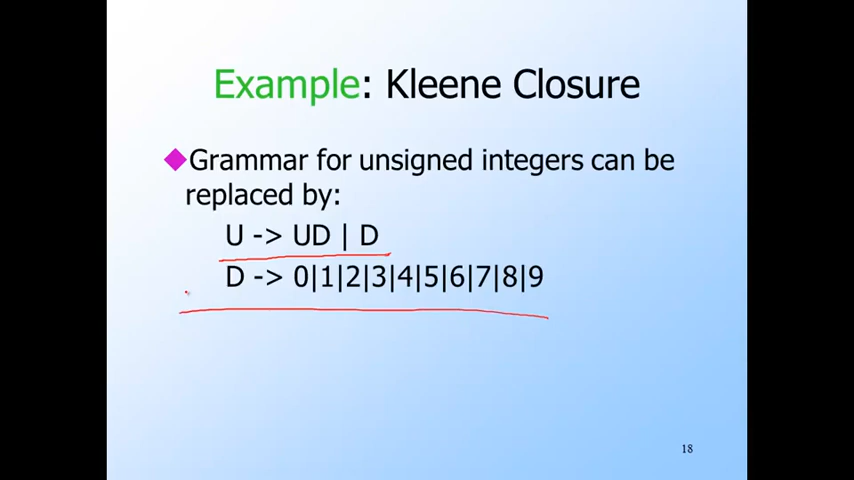 Example: Kleene Closure
Grammar for unsigned integers can be
replaced by:
U -> UD | D
D -> 0|1|2|3|4|5|6|7|8|9
18